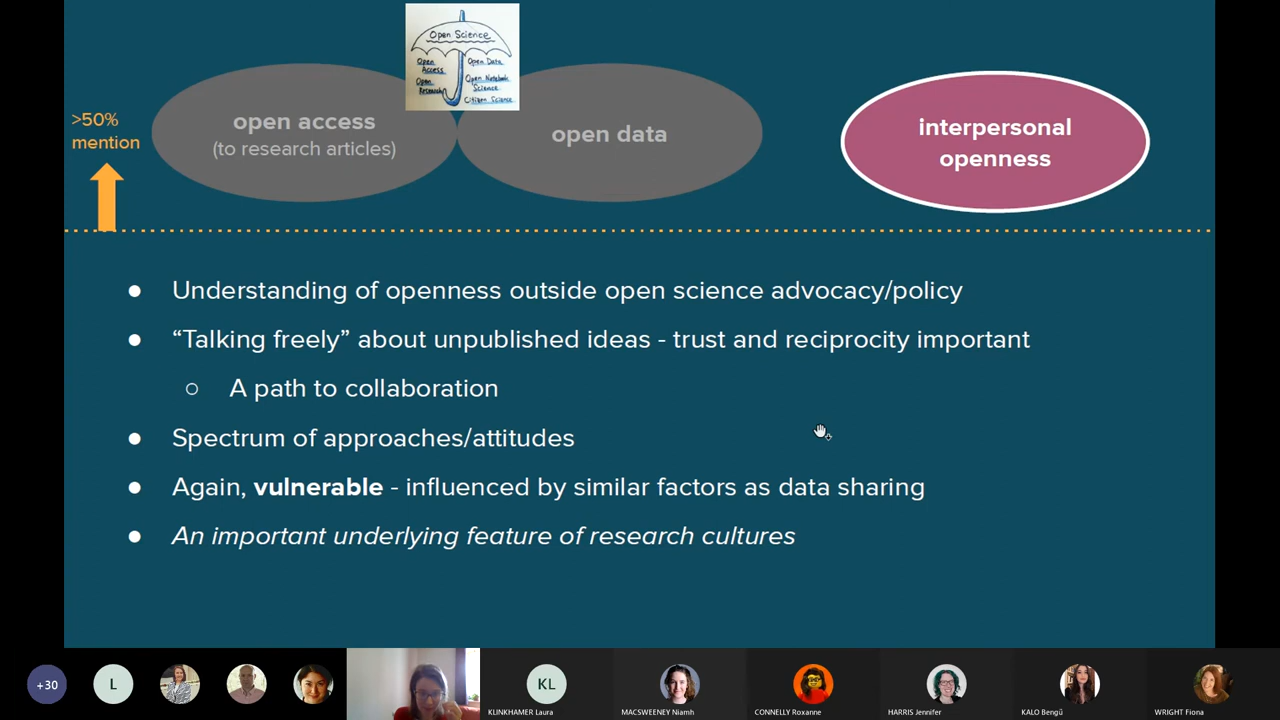 Open Science
Open Access
Open Data
Open Research
Open Notebook Science
Citizen Science
>50%
mention
open access
(to research articles)
open data
interpersonal
openness
● Understanding of openness outside open science advocacy/policy
● “Talking freely” about unpublished ideas - trust and reciprocity important
○ A path to collaboration
● Spectrum of approaches/attitudes
● Again, vulnerable - influenced by similar factors as data sharing
● An important underlying feature of research cultures
+30
L
KL
KLINKHAMER Laura
MACSWEENEY Niamh
CONNELLY Roxanne
HARRIS Jennifer
KALO Bengü
WRIGHT Fiona